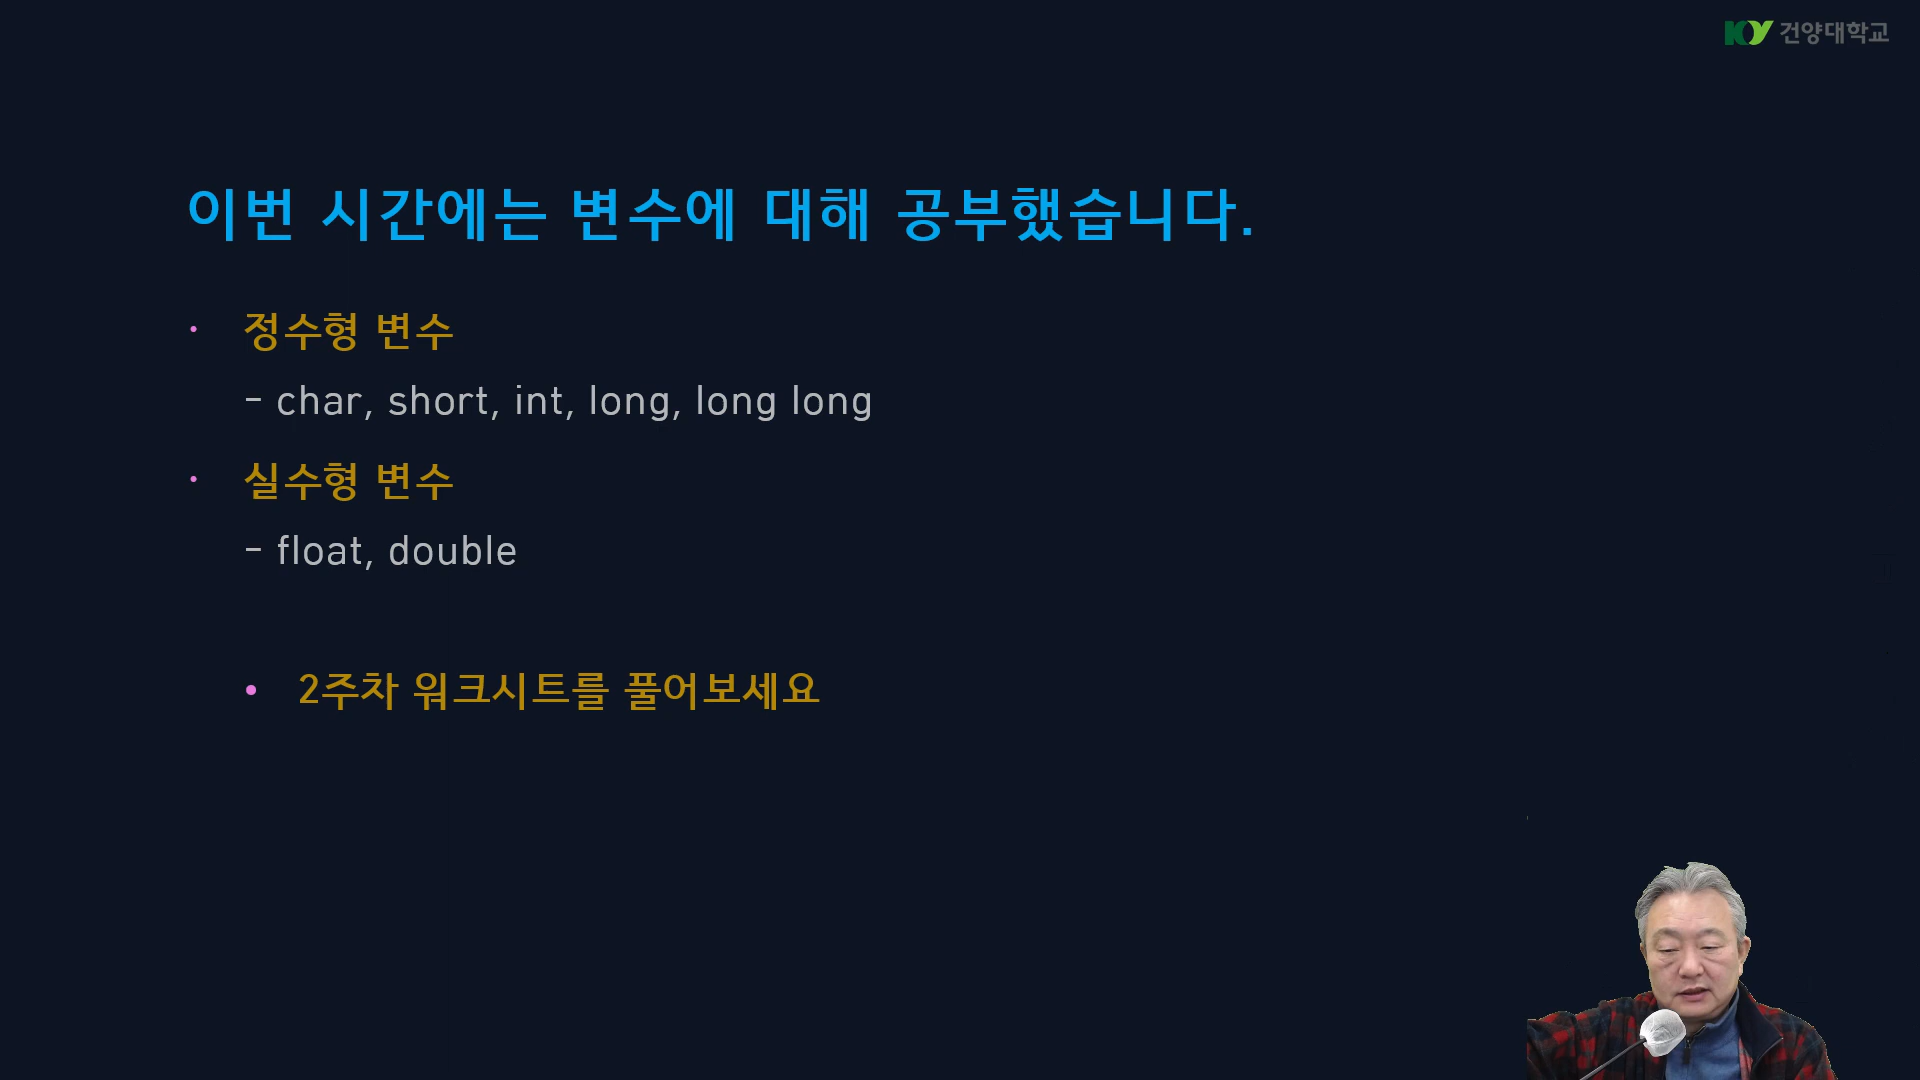 건양대학교
이번 시간에는 변수에 대해 공부했습니다.
• 정수형 변수
- char, short, int, long, long long
• 실수형 변수
- float, double
• 2주차 워크시트를 풀어보세요